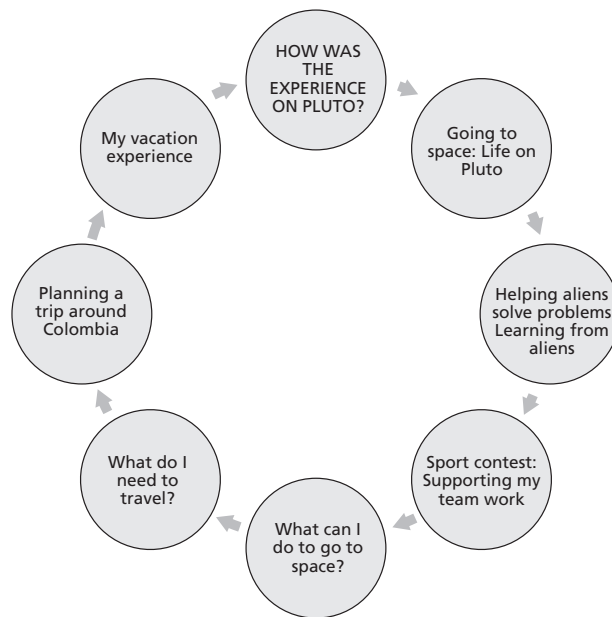 HOW WAS
THE
EXPERIENCE
ON PLUTO?
Going to
space: Life on
Pluto
Helping aliens
solve problems
Learning from
aliens
Sport contest:
Supporting my
team work
What can I
do to go to
space?
What do I
need to
travel?
Planning a
trip around
Colombia
My vacation
experience